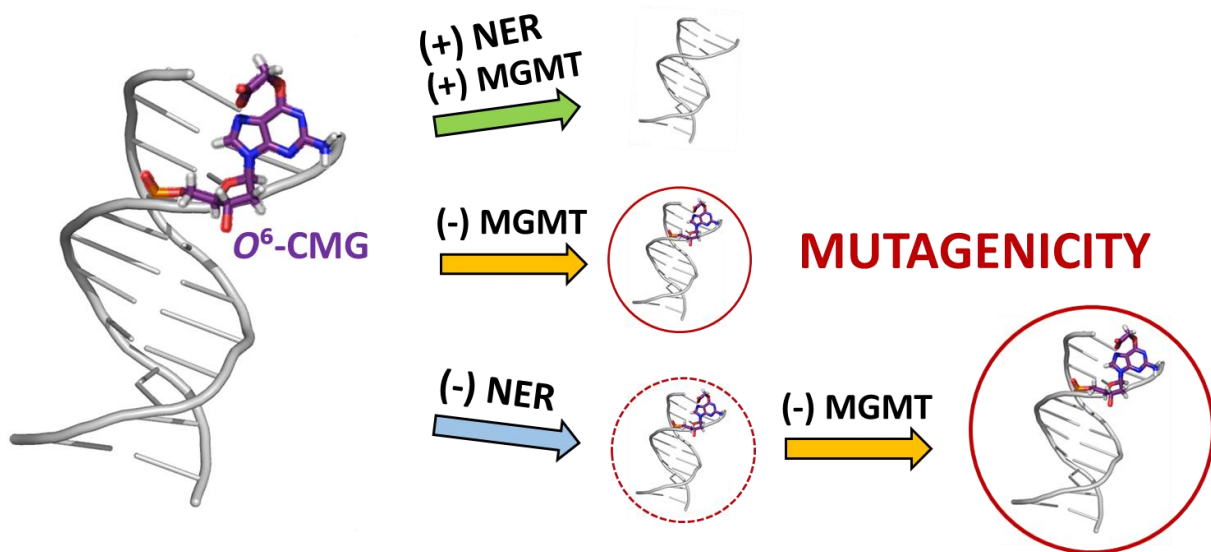 (+) NER
(+) MGMT
O⁶-CMG
(-) MGMT
MUTAGENICITY
(-) NER
(-) MGMT